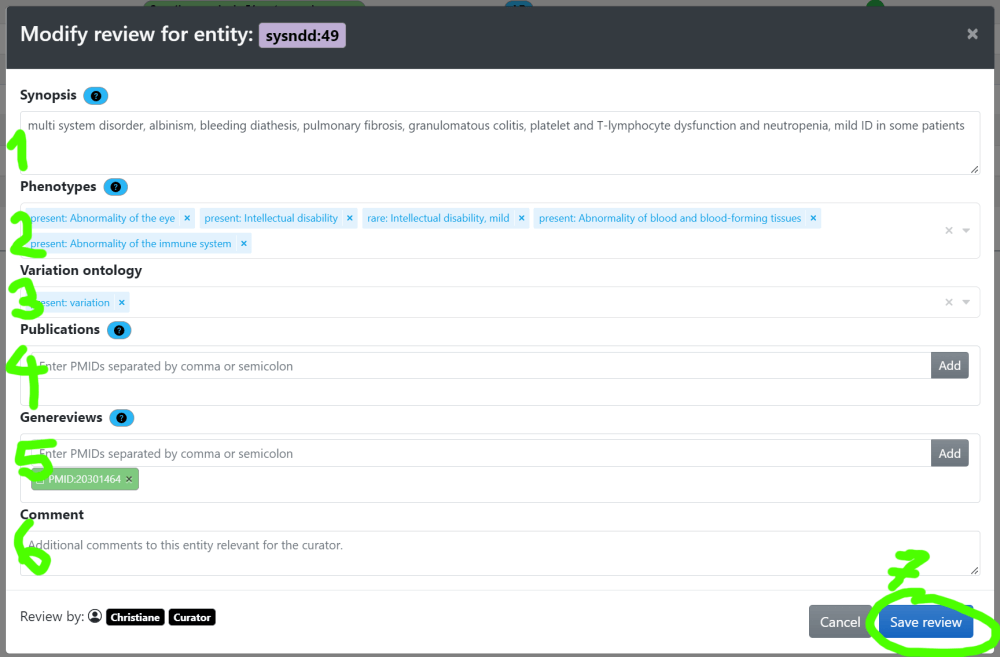 Modify review for entity: sysndd:49 ×
Synopsis ?
1
multi system disorder, albinism, bleeding diathesis, pulmonary fibrosis, granulomatous colitis, platelet and T-lymphocyte dysfunction and neutropenia, mild ID in some patients
Phenotypes ?
2
present: Abnormality of the eye × present: Intellectual disability × rare: Intellectual disability, mild × present: Abnormality of blood and blood-forming tissues ×
present: Abnormality of the immune system ×
Variation ontology
3
present: variation ×
Publications ?
4
Enter PMIDs separated by comma or semicolon Add
Genereviews ?
5
Enter PMIDs separated by comma or semicolon Add
PMID:20301464 ×
Comment
6
Additional comments to this entity relevant for the curator.
7
Review by: Christiane Curator Cancel Save review